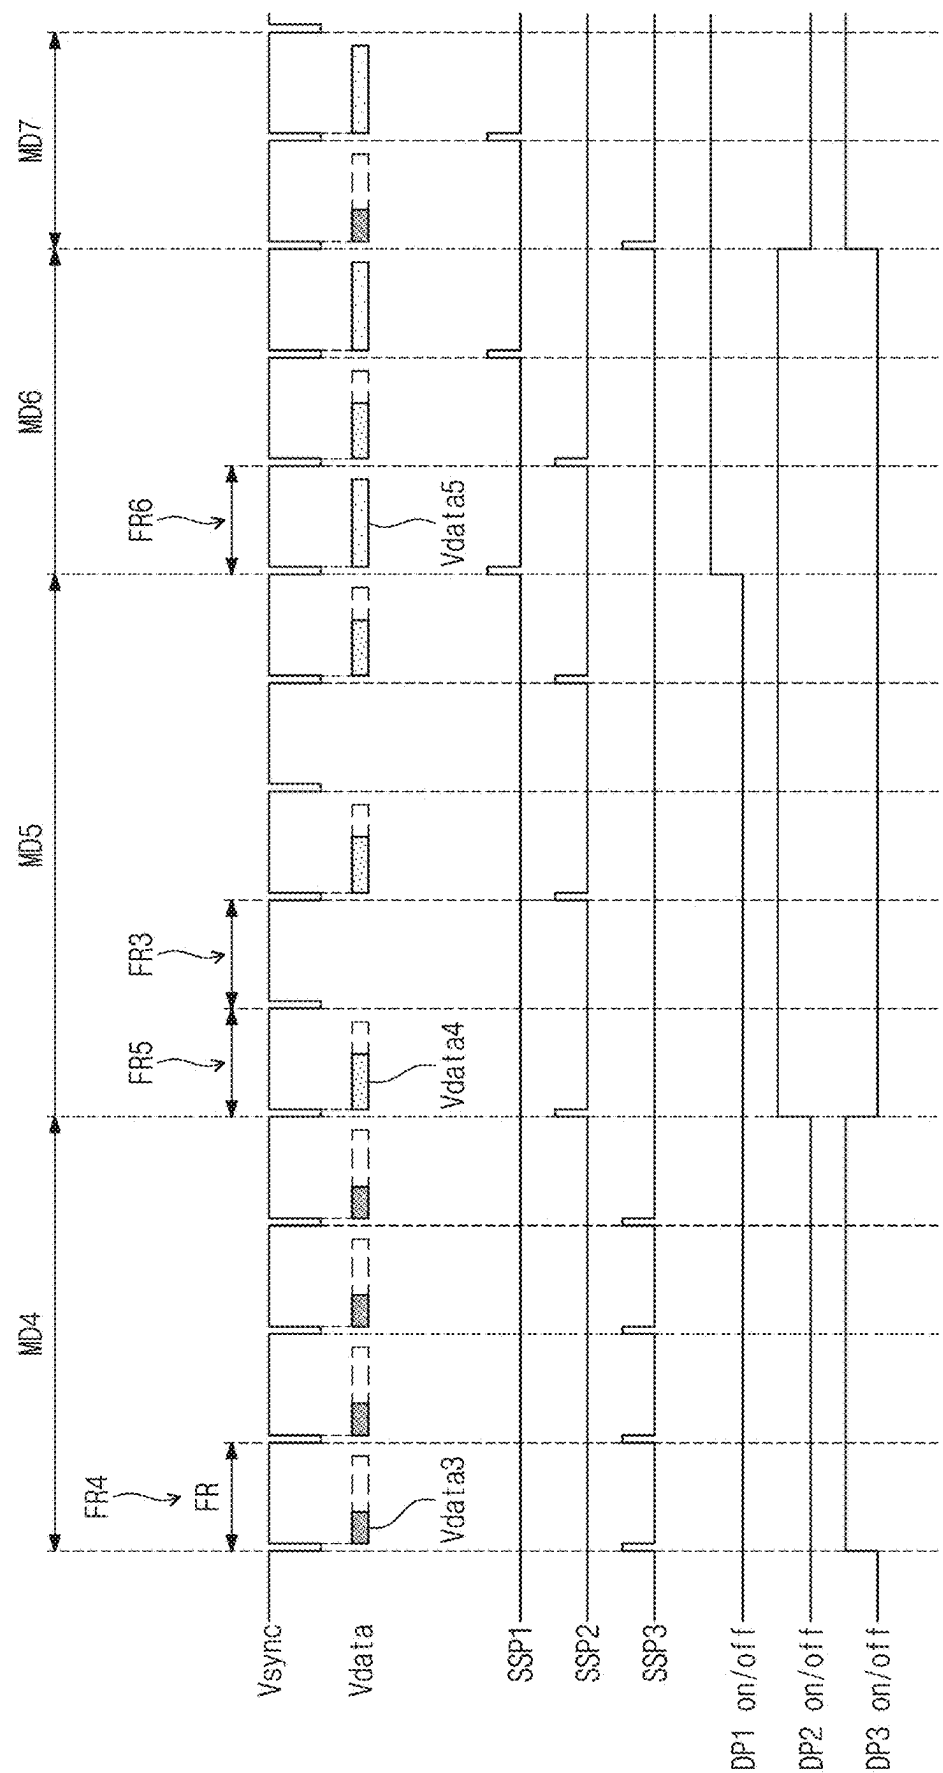 MD4 MD5 MD6 MD7
FR4 FR5 FR3 FR6
FR
Vsync
Vdata
Vdata3 Vdata4 Vdata5
SSP1
SSP2
SSP3
DP1 on/off
DP2 on/off
DP3 on/off